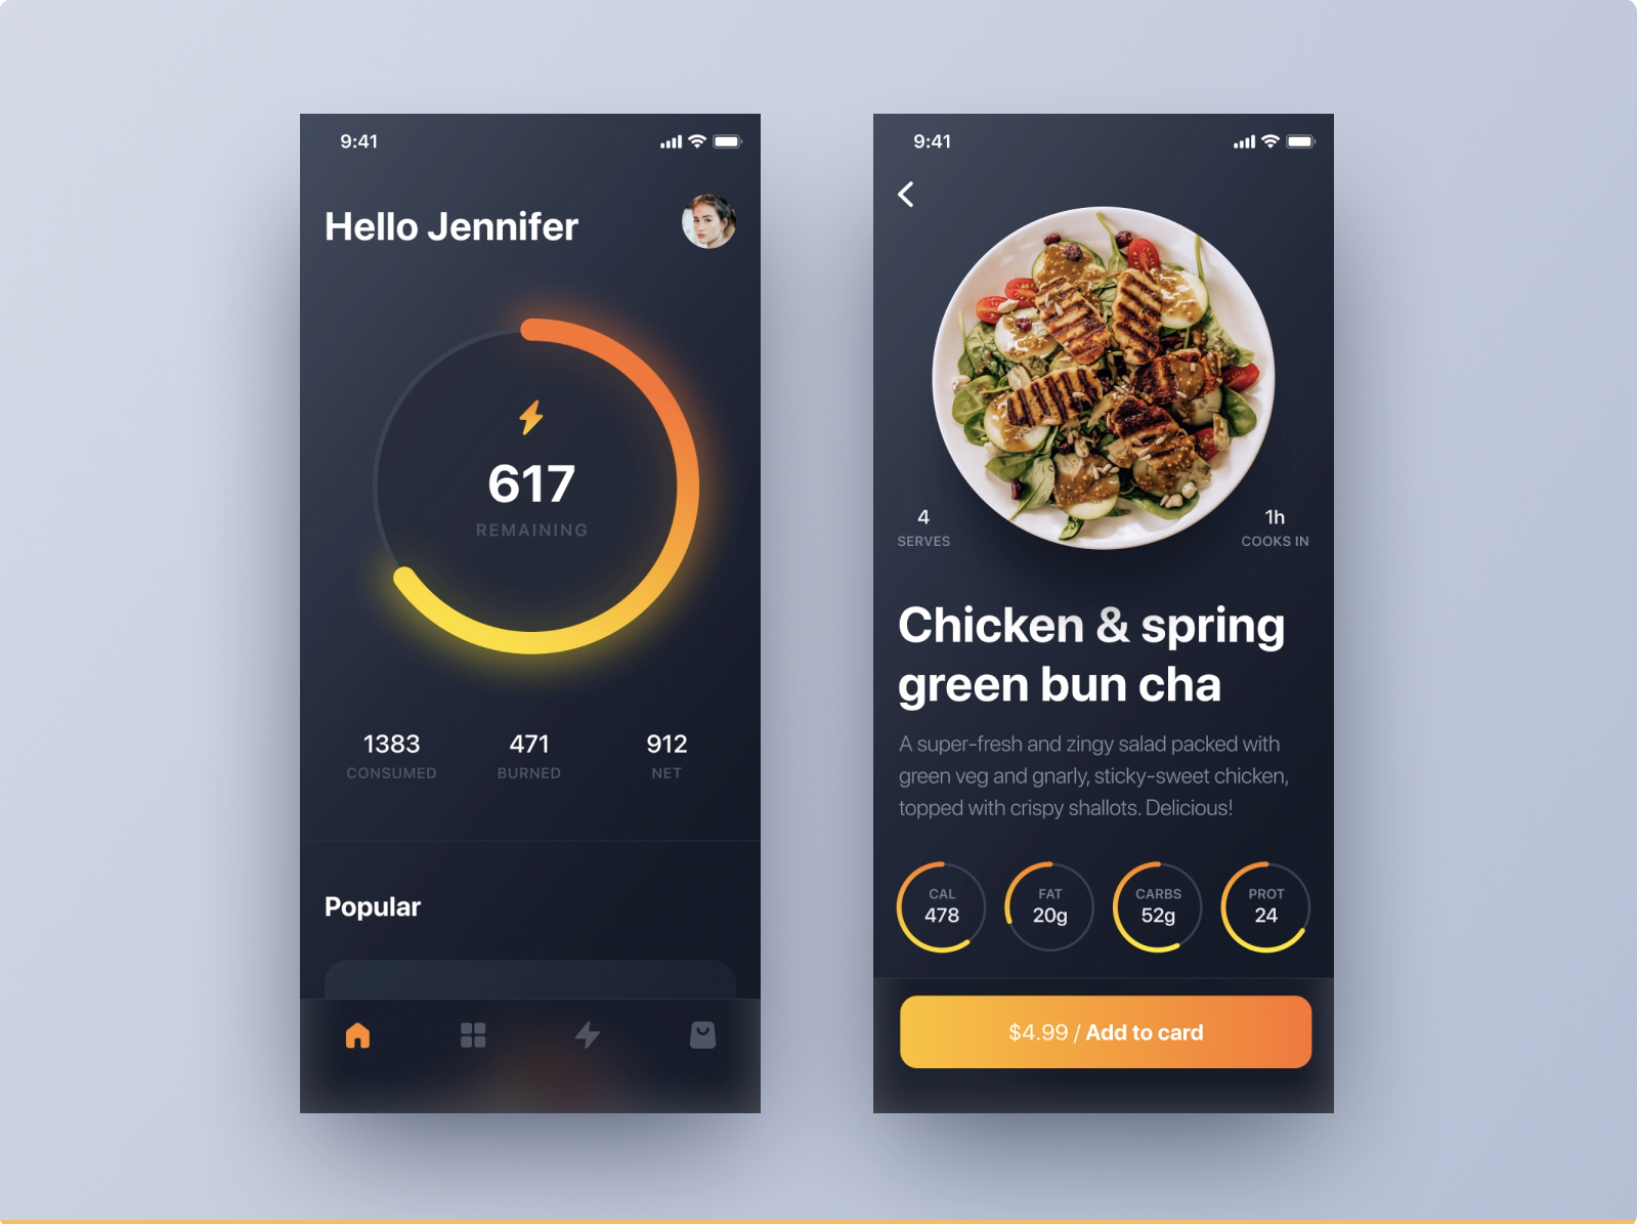 9:41
Hello Jennifer
617
REMAINING
1383
CONSUMED
471
BURNED
912
NET
Popular
9:41
4
SERVES
1h
COOKS IN
Chicken & spring
green bun cha
A super-fresh and zingy salad packed with
green veg and gnarly, sticky-sweet chicken,
topped with crispy shallots. Delicious!
CAL
478
FAT
20g
CARBS
52g
PROT
24
$4.99 / Add to card